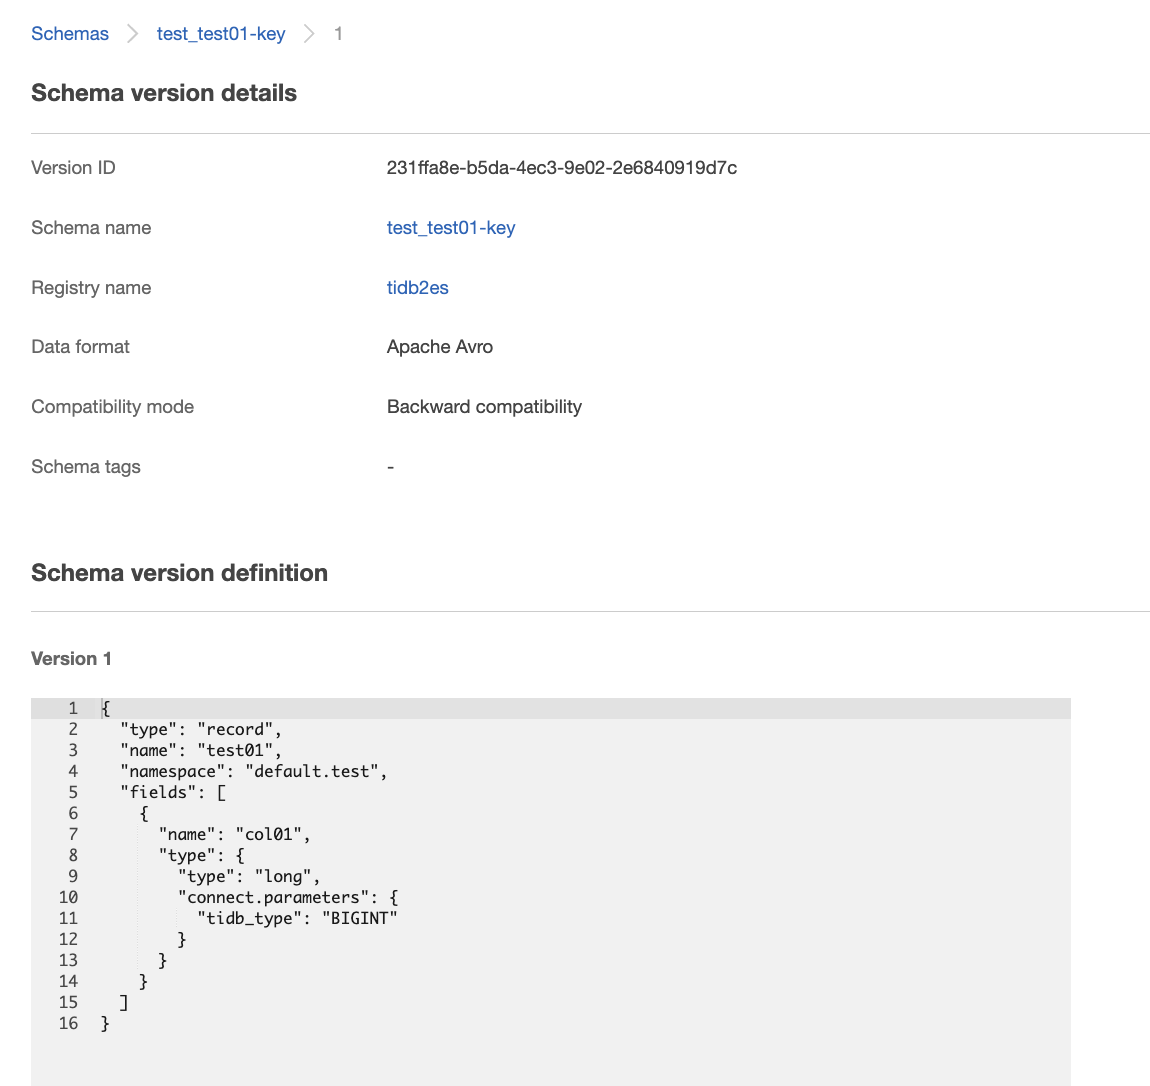 Schemas > test_test01-key > 1
Schema version details
Version ID 231ffa8e-b5da-4ec3-9e02-2e6840919d7c
Schema name test_test01-key
Registry name tidb2es
Data format Apache Avro
Compatibility mode Backward compatibility
Schema tags -
Schema version definition
Version 1
1 {
2   "type": "record",
3   "name": "test01",
4   "namespace": "default.test",
5   "fields": [
6     {
7       "name": "col01",
8       "type": {
9         "type": "long",
10         "connect.parameters": {
11           "tidb_type": "BIGINT"
12         }
13       }
14     }
15   ]
16 }